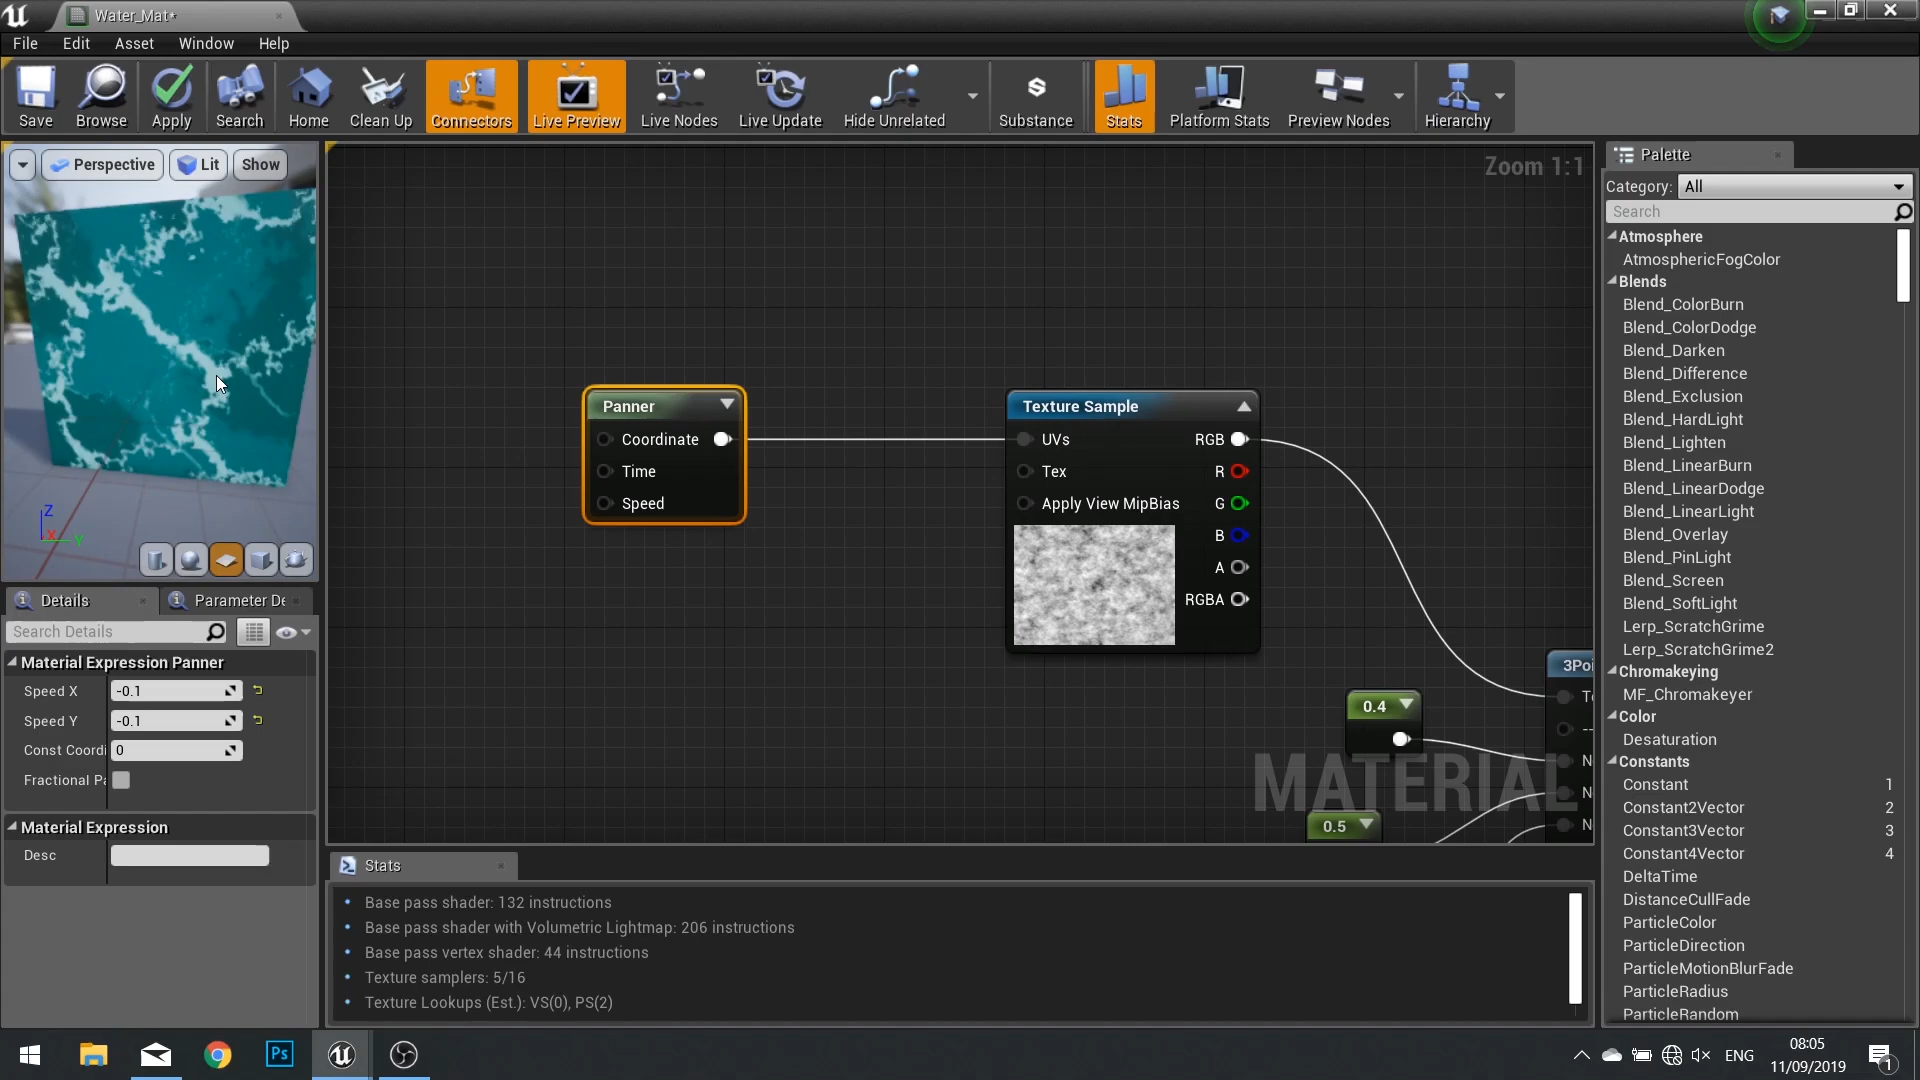 Water_Mat*
File Edit Asset Window Help
Save Browse Apply Search Home Clean Up Connectors Live Preview Live Nodes Live Update Hide Unrelated Substance Stats Platform Stats Preview Nodes Hierarchy
Perspective Lit Show
Zoom 1:1
Z
X
Y
Panner
Coordinate
Time
Speed
Texture Sample
UVs RGB
Tex R
Apply View MipBias G
B
A
RGBA
0.4
0.5
3Poi
MATERIAL
Details Parameter De
Search Details
Material Expression Panner
Speed X -0.1
Speed Y -0.1
Const Coordi 0
Fractional Pa
Material Expression
Desc
Stats
Base pass shader: 132 instructions
Base pass shader with Volumetric Lightmap: 206 instructions
Base pass vertex shader: 44 instructions
Texture samplers: 5/16
Texture Lookups (Est.): VS(0), PS(2)
Palette
Category: All
Search
Atmosphere
AtmosphericFogColor
Blends
Blend_ColorBurn
Blend_ColorDodge
Blend_Darken
Blend_Difference
Blend_Exclusion
Blend_HardLight
Blend_Lighten
Blend_LinearBurn
Blend_LinearDodge
Blend_LinearLight
Blend_Overlay
Blend_PinLight
Blend_Screen
Blend_SoftLight
Lerp_ScratchGrime
Lerp_ScratchGrime2
Chromakeying
MF_Chromakeyer
Color
Desaturation
Constants
Constant 1
Constant2Vector 2
Constant3Vector 3
Constant4Vector 4
DeltaTime
DistanceCullFade
ParticleColor
ParticleDirection
ParticleMotionBlurFade
ParticleRadius
ParticleRandom
Ps
ENG
08:05
11/09/2019
1